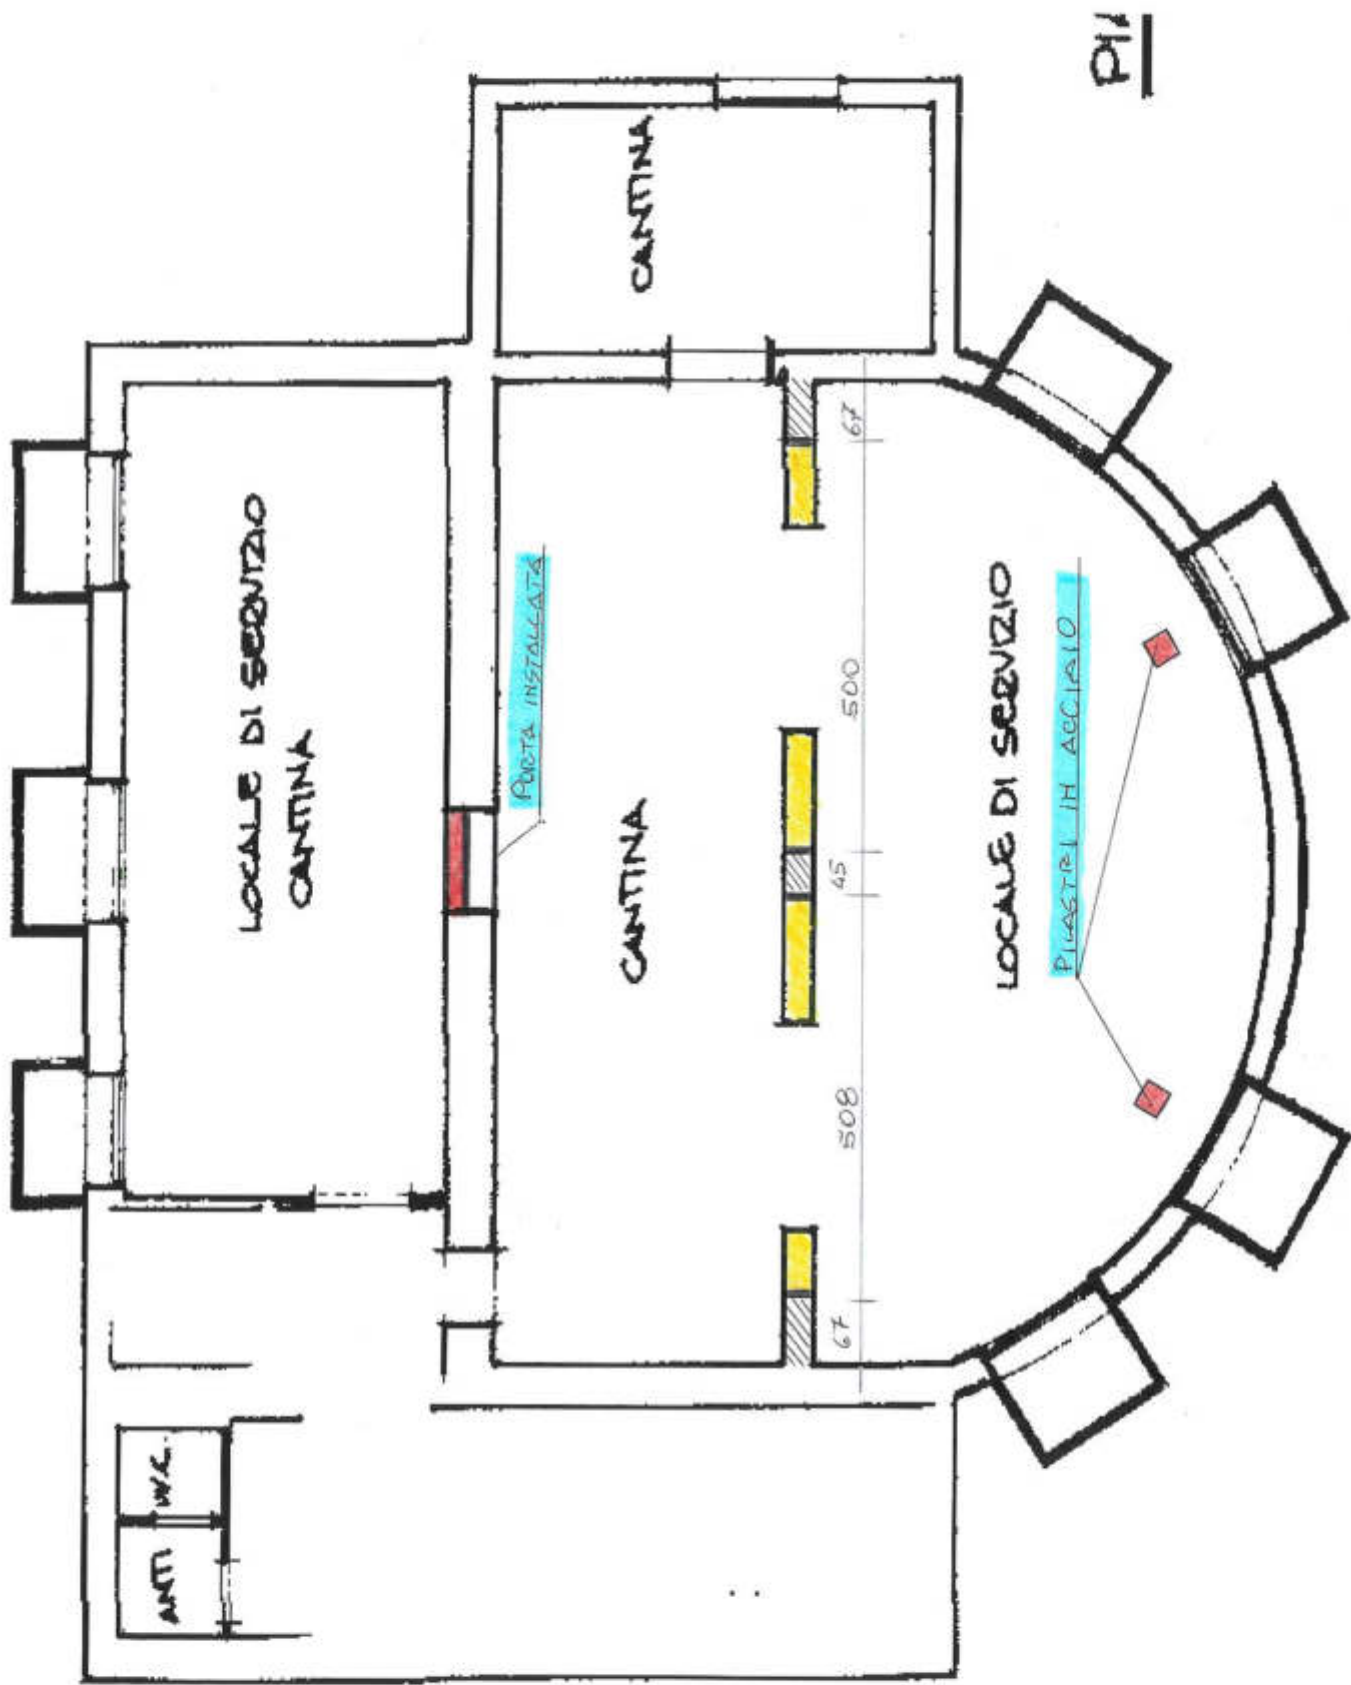 PI
CANTINA
LOCALE DI SERVIZIO
CANTINA
PORTA INSTALLATA
CANTINA
LOCALE DI SERVIZIO
PILASTRI IN ACCIAIO
67
500
45
508
67
W.C.
ANTI